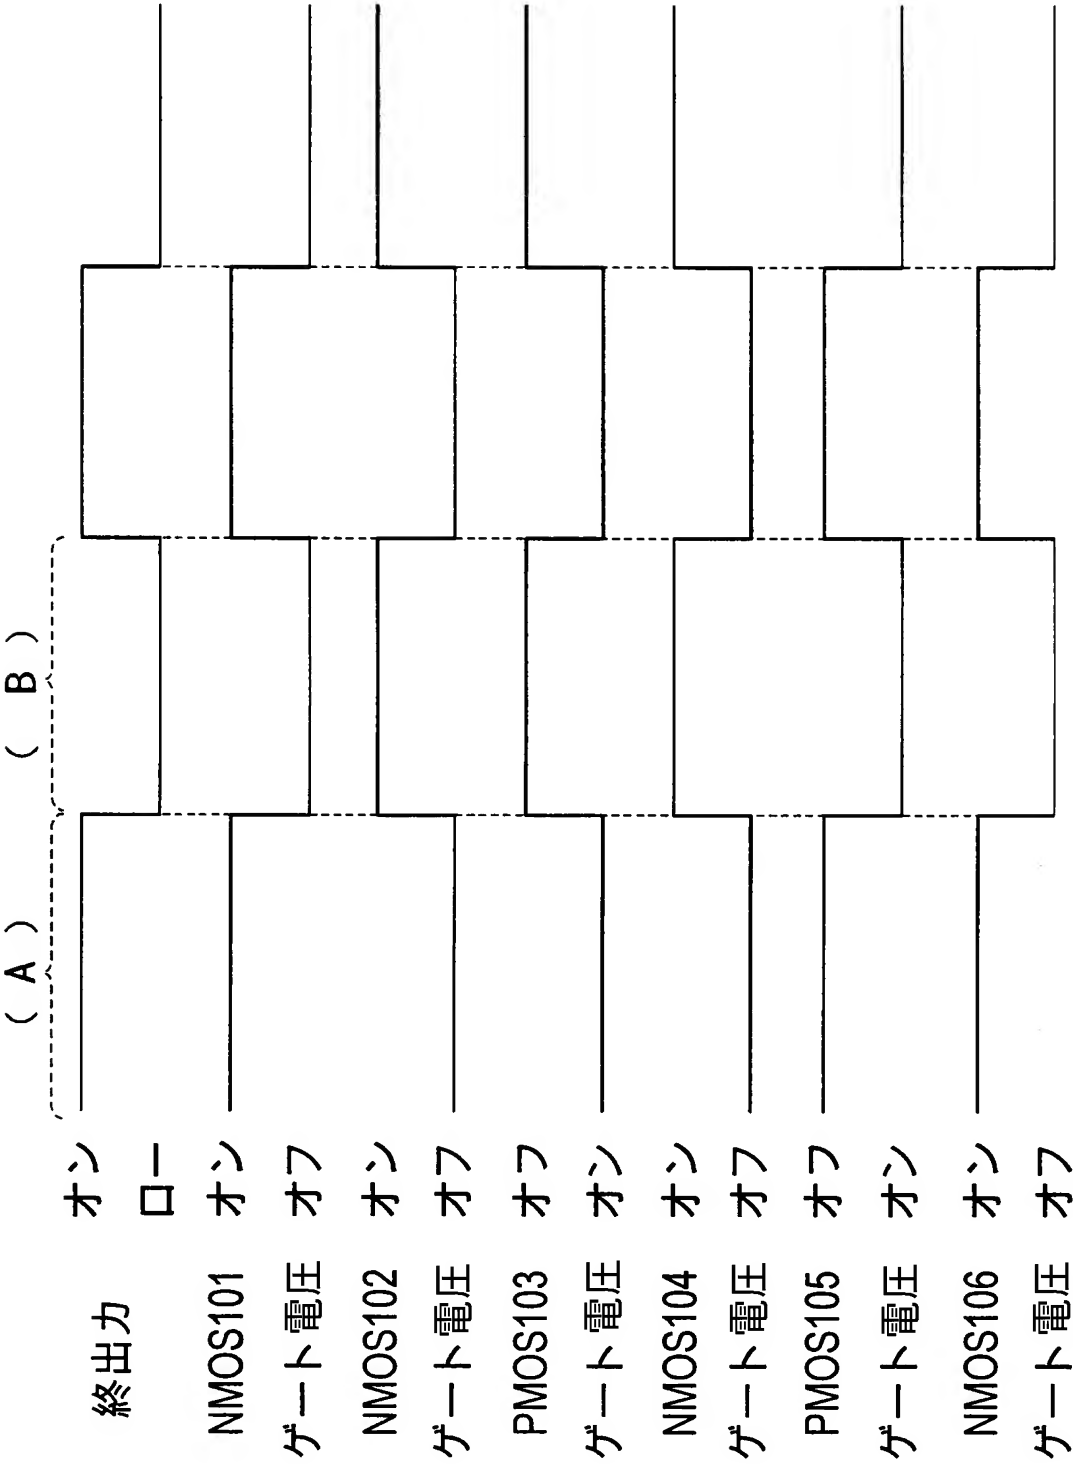 ( A )
( B )
終出力
オン
ロー
NMOS101
ゲート電圧
オン
オフ
NMOS102
ゲート電圧
オン
オフ
PMOS103
ゲート電圧
オフ
オン
NMOS104
ゲート電圧
オン
オフ
PMOS105
ゲート電圧
オフ
オン
NMOS106
ゲート電圧
オン
オフ